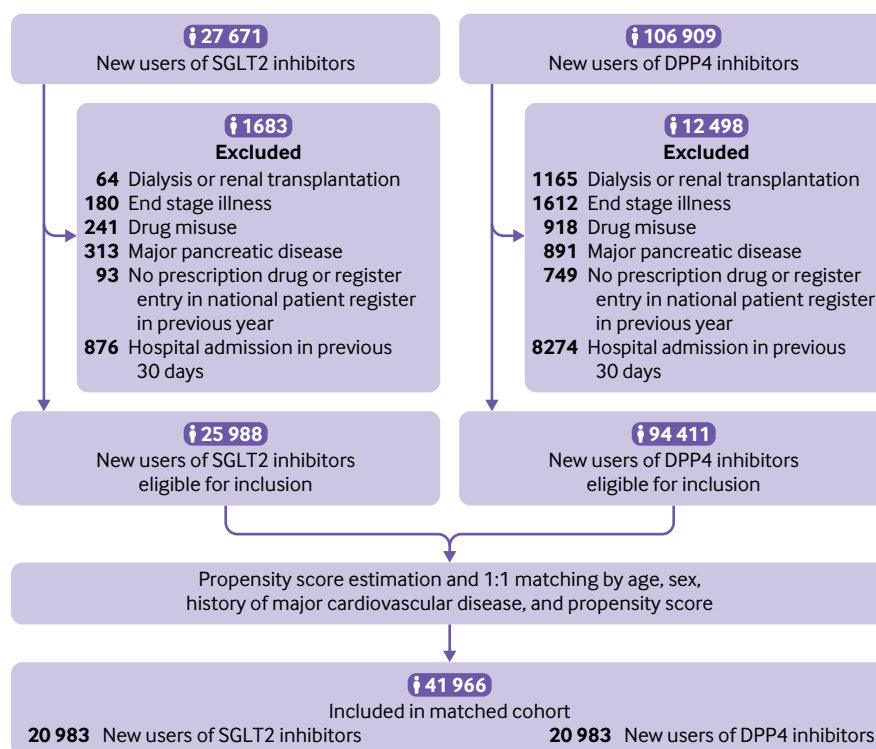 27 671
New users of SGLT2 inhibitors
106 909
New users of DPP4 inhibitors
1683
Excluded
64 Dialysis or renal transplantation
180 End stage illness
241 Drug misuse
313 Major pancreatic disease
93 No prescription drug or register
entry in national patient register
in previous year
876 Hospital admission in previous
30 days
12 498
Excluded
1165 Dialysis or renal transplantation
1612 End stage illness
918 Drug misuse
891 Major pancreatic disease
749 No prescription drug or register
entry in national patient register
in previous year
8274 Hospital admission in previous
30 days
25 988
New users of SGLT2 inhibitors
eligible for inclusion
94 411
New users of DPP4 inhibitors
eligible for inclusion
Propensity score estimation and 1:1 matching by age, sex,
history of major cardiovascular disease, and propensity score
41 966
Included in matched cohort
20 983 New users of SGLT2 inhibitors
20 983 New users of DPP4 inhibitors